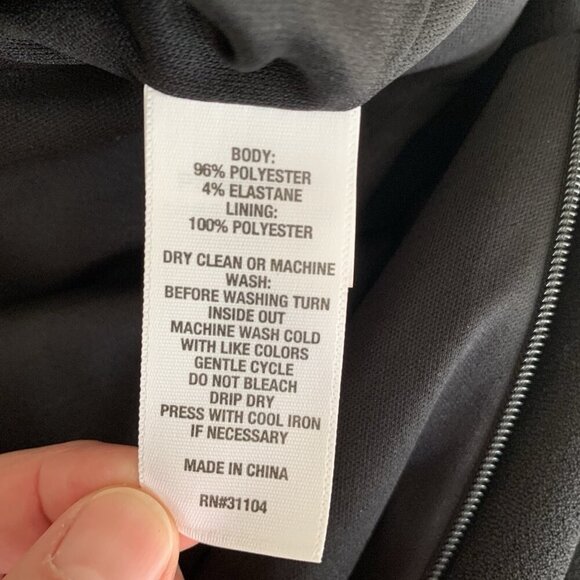 BODY:
96% POLYESTER
4% ELASTANE
LINING:
100% POLYESTER
DRY CLEAN OR MACHINE
WASH:
BEFORE WASHING TURN
INSIDE OUT
MACHINE WASH COLD
WITH LIKE COLORS
GENTLE CYCLE
DO NOT BLEACH
DRIP DRY
PRESS WITH COOL IRON
IF NECESSARY
MADE IN CHINA
RN#31104